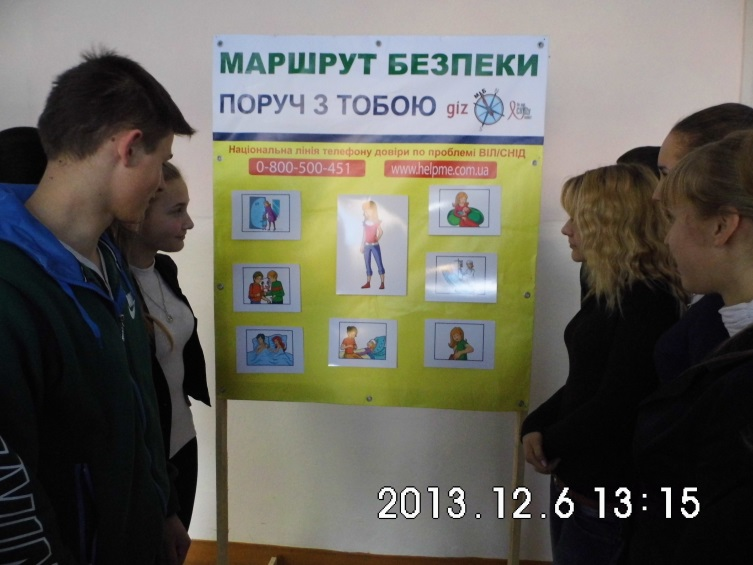 МАРШРУТ БЕЗПЕКИ
ПОРУЧ З ТОБОЮ giz МАБ
Національна лінія телефону довіри по проблемі ВІЛ/СНІД
0-800-500-451 www.helpme.com.ua
2013.12.6 13:15